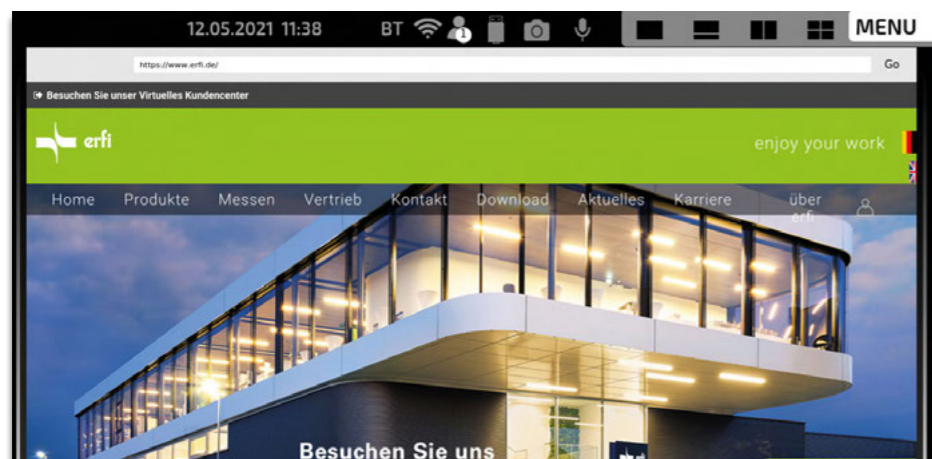 12.05.2021 11:38 BT 1 MENU
https://www.erfi.de/ Go
Besuchen Sie unser Virtuelles Kundencenter
erfi enjoy your work
Home Produkte Messen Vertrieb Kontakt Download Aktuelles Karriere über
erfi
Besuchen Sie uns